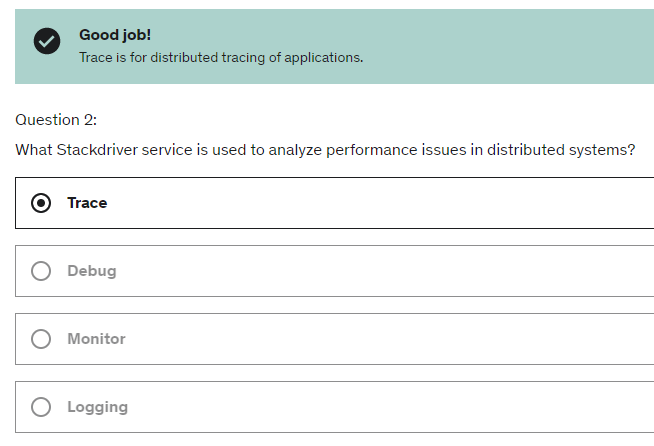 Good job!
Trace is for distributed tracing of applications.
Question 2:
What Stackdriver service is used to analyze performance issues in distributed systems?
Trace
Debug
Monitor
Logging